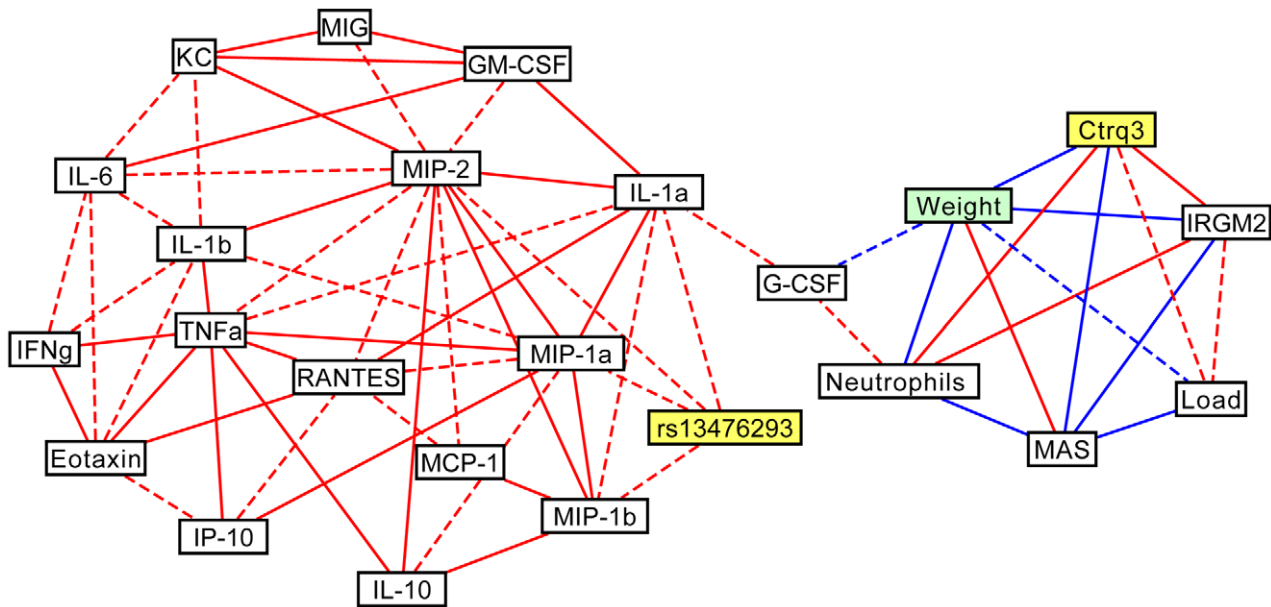 MIG
KC
GM-CSF
Ctrq3
IL-6
MIP-2
IL-1a
Weight
IRGM2
IL-1b
G-CSF
TNFa
IFNg
MIP-1a
RANTES
Neutrophils
Load
rs13476293
Eotaxin
MCP-1
MAS
MIP-1b
IP-10
IL-10